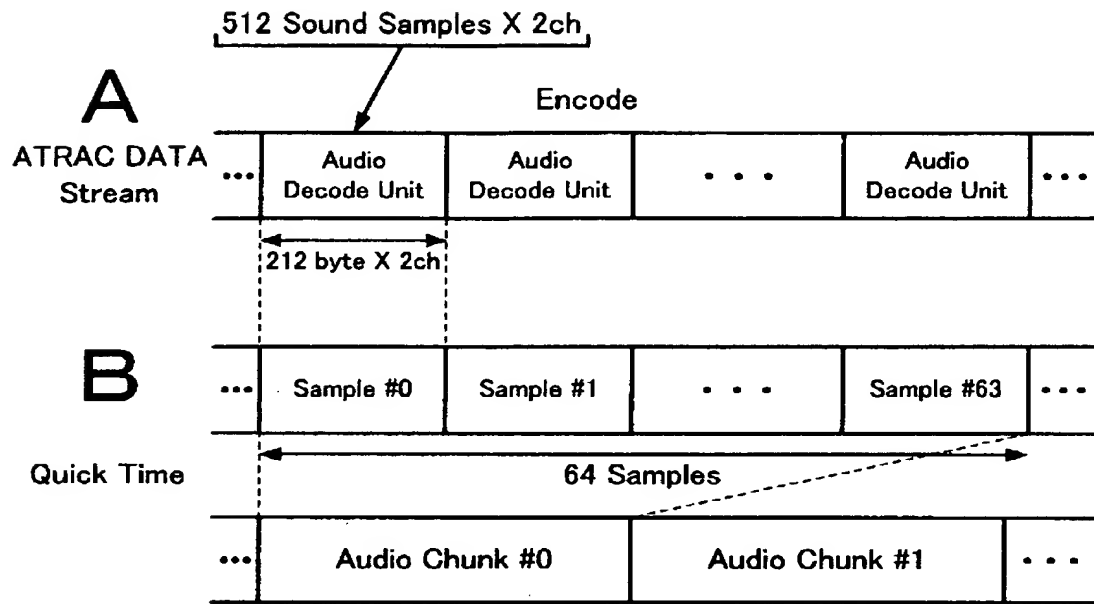 512 Sound Samples X 2ch
A
Encode
ATRAC DATA
Stream
... Audio Decode Unit Audio Decode Unit . . . Audio Decode Unit ...
212 byte X 2ch
B
... Sample #0 Sample #1 . . . Sample #63 ...
Quick Time
64 Samples
... Audio Chunk #0 Audio Chunk #1 . . .